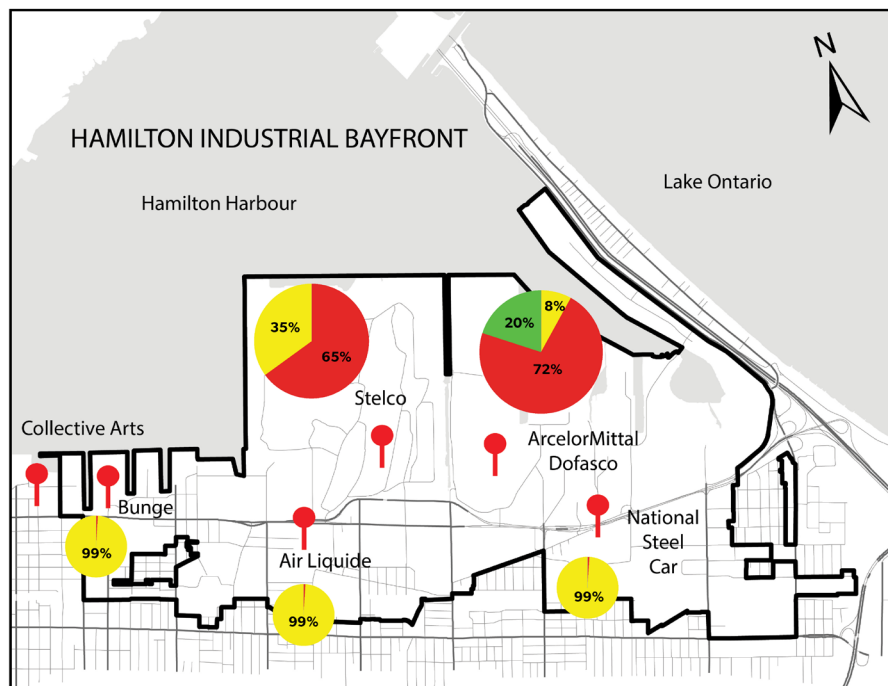 N
HAMILTON INDUSTRIAL BAYFRONT
Lake Ontario
Hamilton Harbour
8%
35%
20%
65%
72%
Stelco
Collective Arts
ArcelorMittal
Dofasco
Bunge
National
Steel
Car
99%
Air Liquide
99%
99%